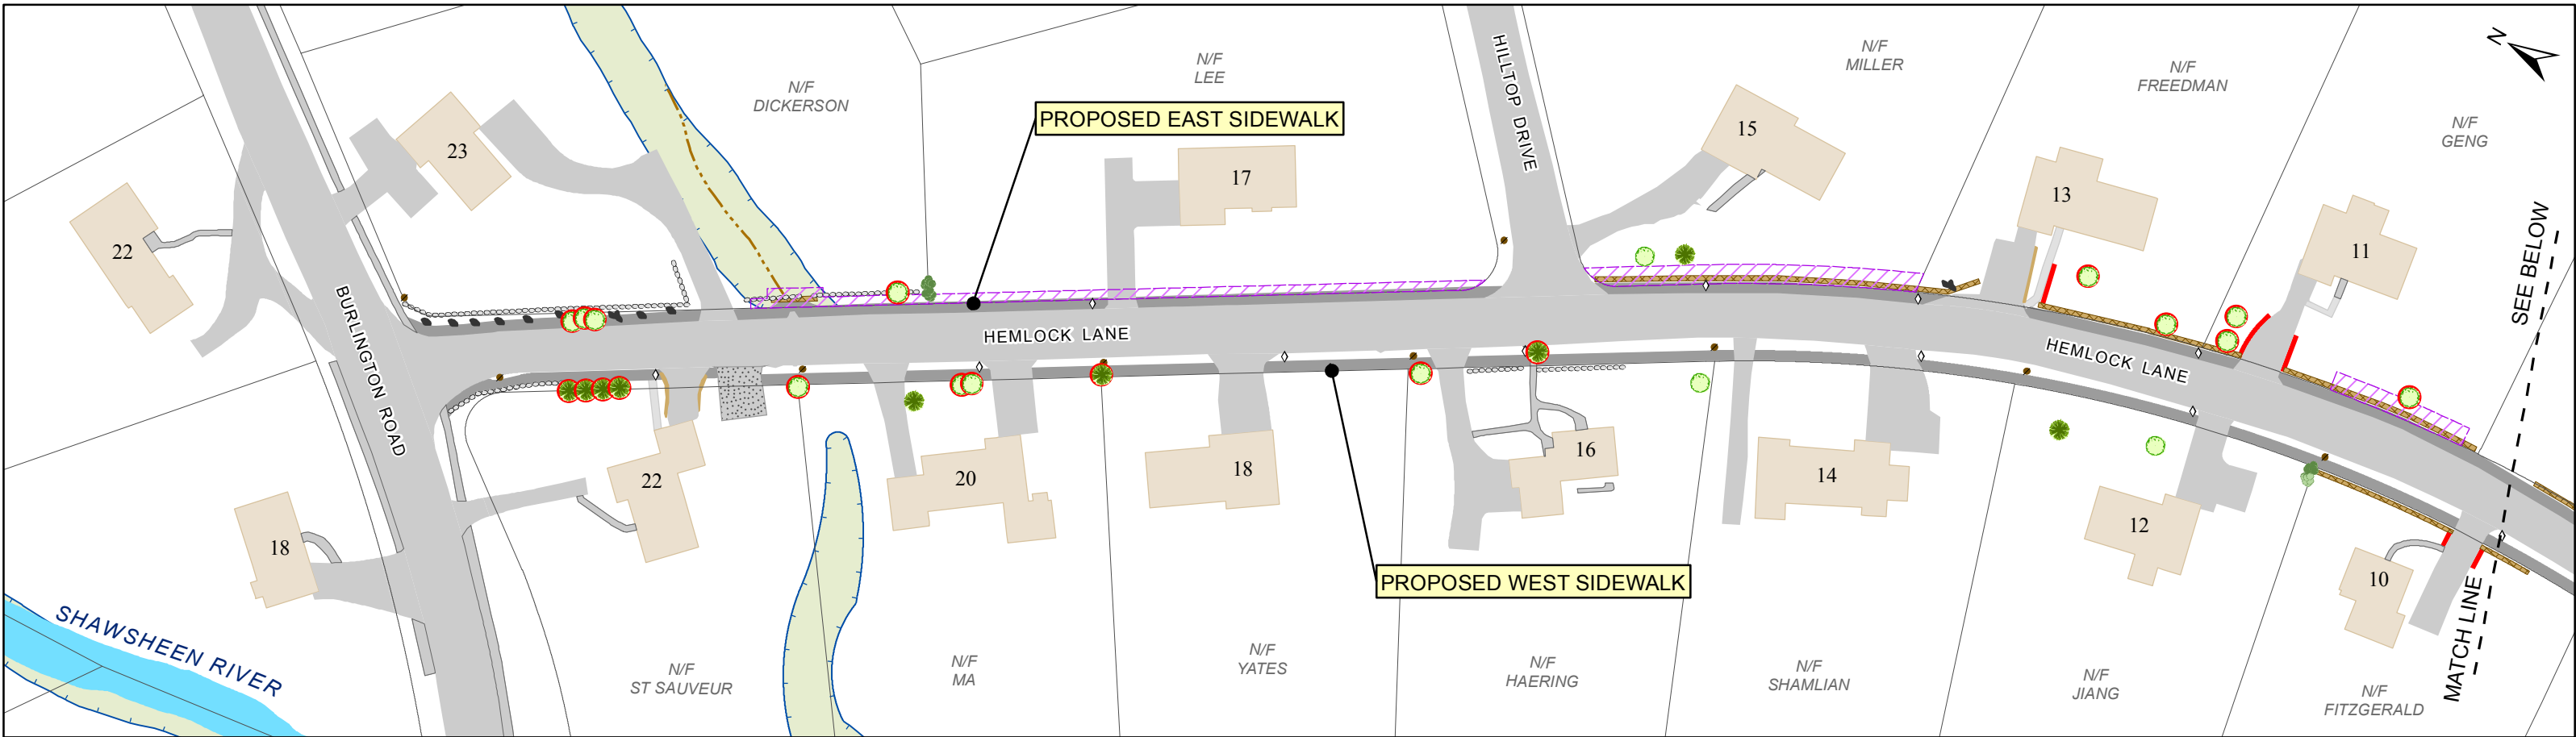 N/F
LEE
N/F
MILLER
N
N/F
FREEDMAN
N/F
DICKERSON
HILLTOP DRIVE
PROPOSED EAST SIDEWALK
15
N/F
GENG
23
17
13
22
11
SEE BELOW
BURLINGTON ROAD
HEMLOCK LANE
HEMLOCK LANE
22
20
18
16
14
12
18
10
PROPOSED WEST SIDEWALK
MATCH LINE
SHAWSHEEN RIVER
N/F
ST SAUVEUR
N/F
MA
N/F
YATES
N/F
HAERING
N/F
SHAMLIAN
N/F
JIANG
N/F
FITZGERALD